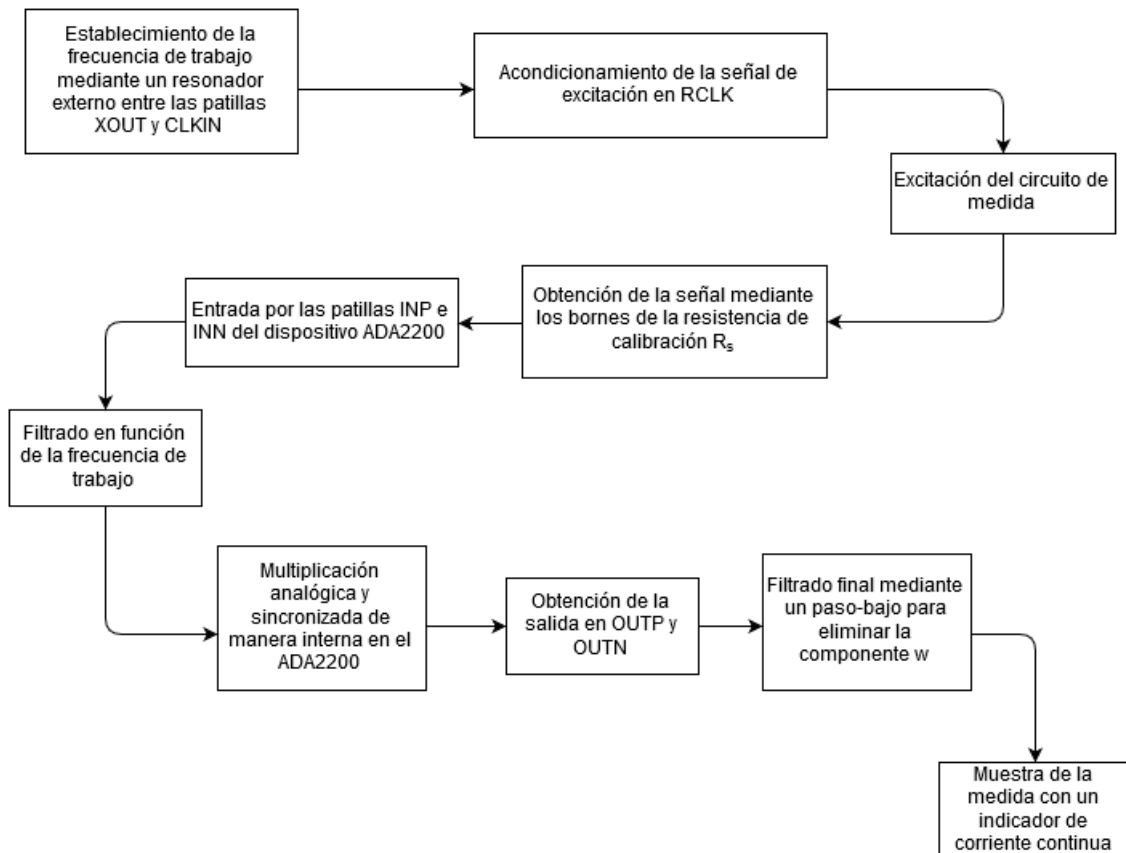 Establecimiento de la
frecuencia de trabajo
mediante un resonador
externo entre las patillas
XOUT y CLKIN
Acondicionamiento de la señal de
excitación en RCLK
Excitación del circuito de
medida
Obtención de la señal mediante
los bornes de la resistencia de
calibración Rₛ
Entrada por las patillas INP e
INN del dispositivo ADA2200
Filtrado en función
de la frecuencia de
trabajo
Multiplicación
analógica y
sincronizada de
manera interna en el
ADA2200
Obtención de la
salida en OUTP y
OUTN
Filtrado final mediante
un paso-bajo para
eliminar la
componente w
Muestra de la
medida con un
indicador de
corriente continua